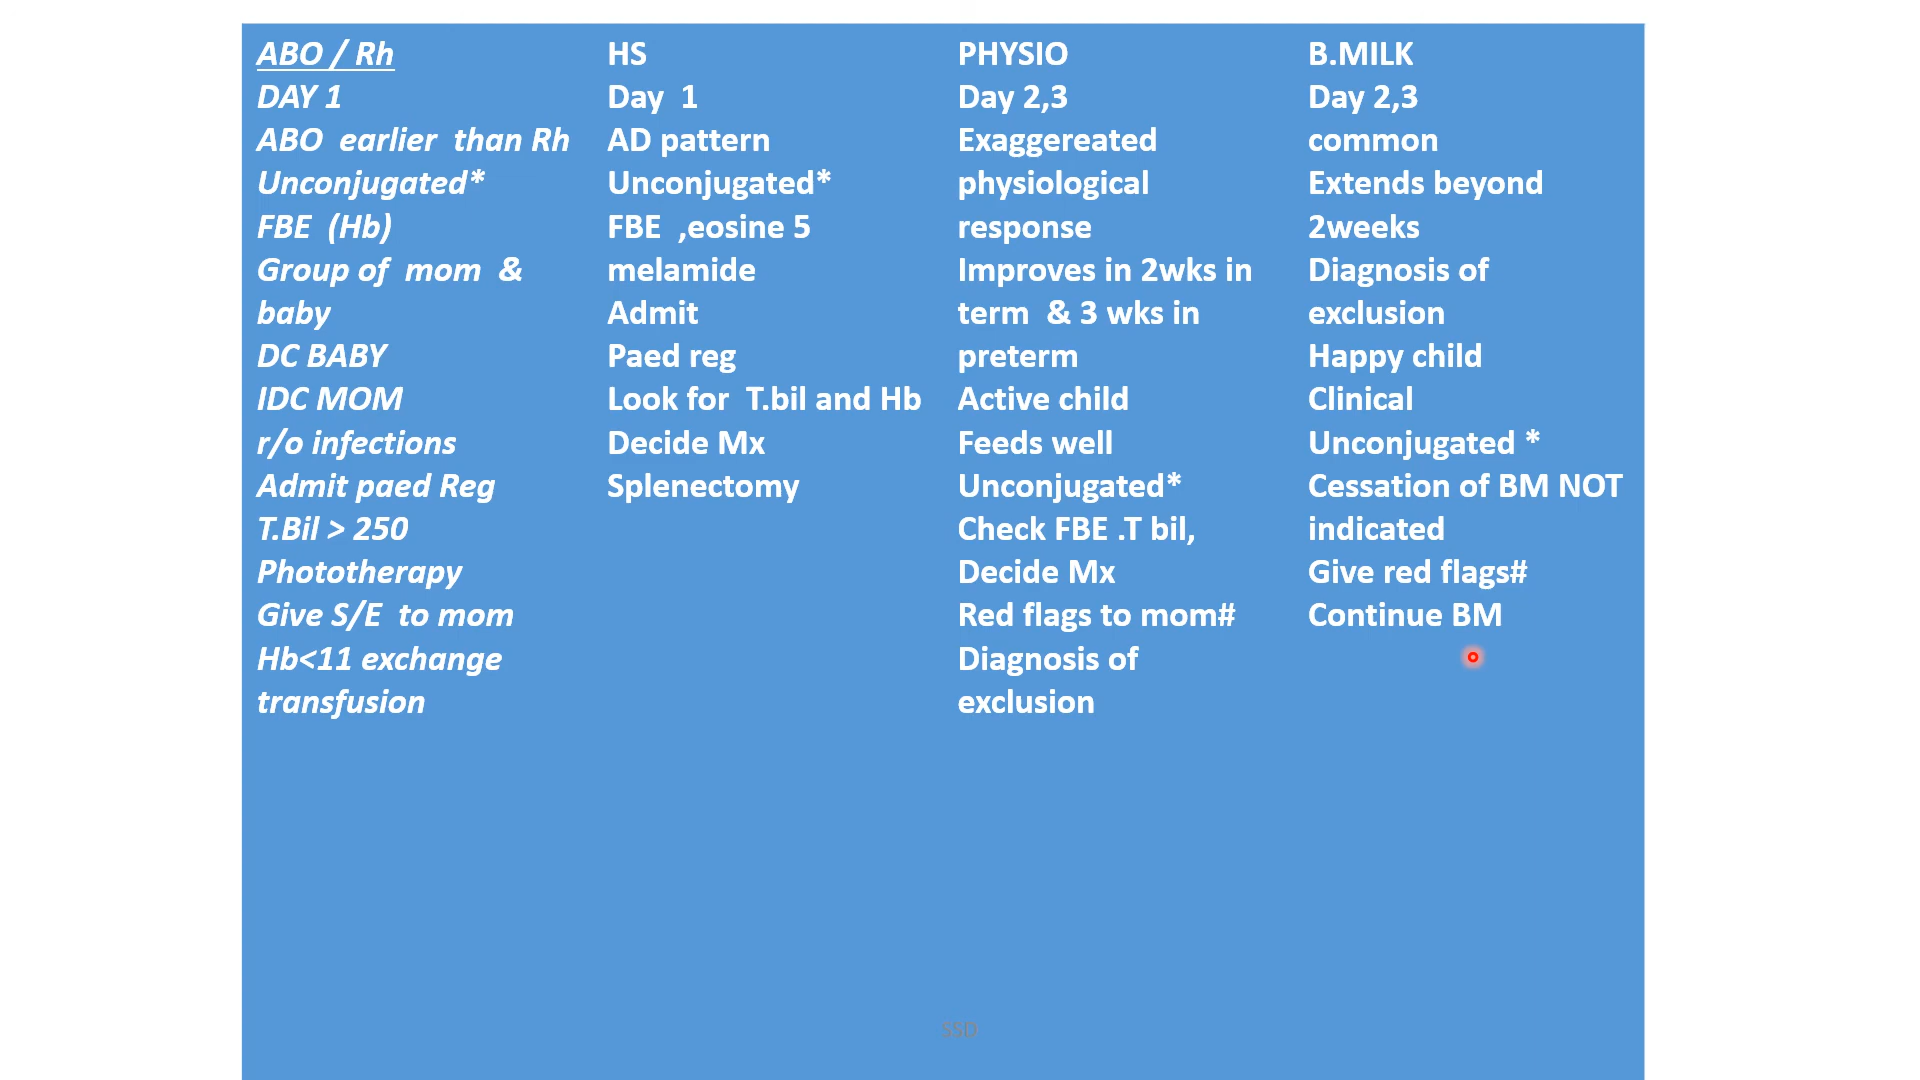 ABO / Rh
DAY 1
ABO earlier than Rh
Unconjugated*
FBE (Hb)
Group of mom &
baby
DC BABY
IDC MOM
r/o infections
Admit paed Reg
T.Bil > 250
Phototherapy
Give S/E to mom
Hb<11 exchange
transfusion
HS
Day 1
AD pattern
Unconjugated*
FBE ,eosine 5
melamide
Admit
Paed reg
Look for T.bil and Hb
Decide Mx
Splenectomy
PHYSIO
Day 2,3
Exaggereated
physiological
response
Improves in 2wks in
term & 3 wks in
preterm
Active child
Feeds well
Unconjugated*
Check FBE .T bil,
Decide Mx
Red flags to mom#
Diagnosis of
exclusion
B.MILK
Day 2,3
common
Extends beyond
2weeks
Diagnosis of
exclusion
Happy child
Clinical
Unconjugated *
Cessation of BM NOT
indicated
Give red flags#
Continue BM
SSD